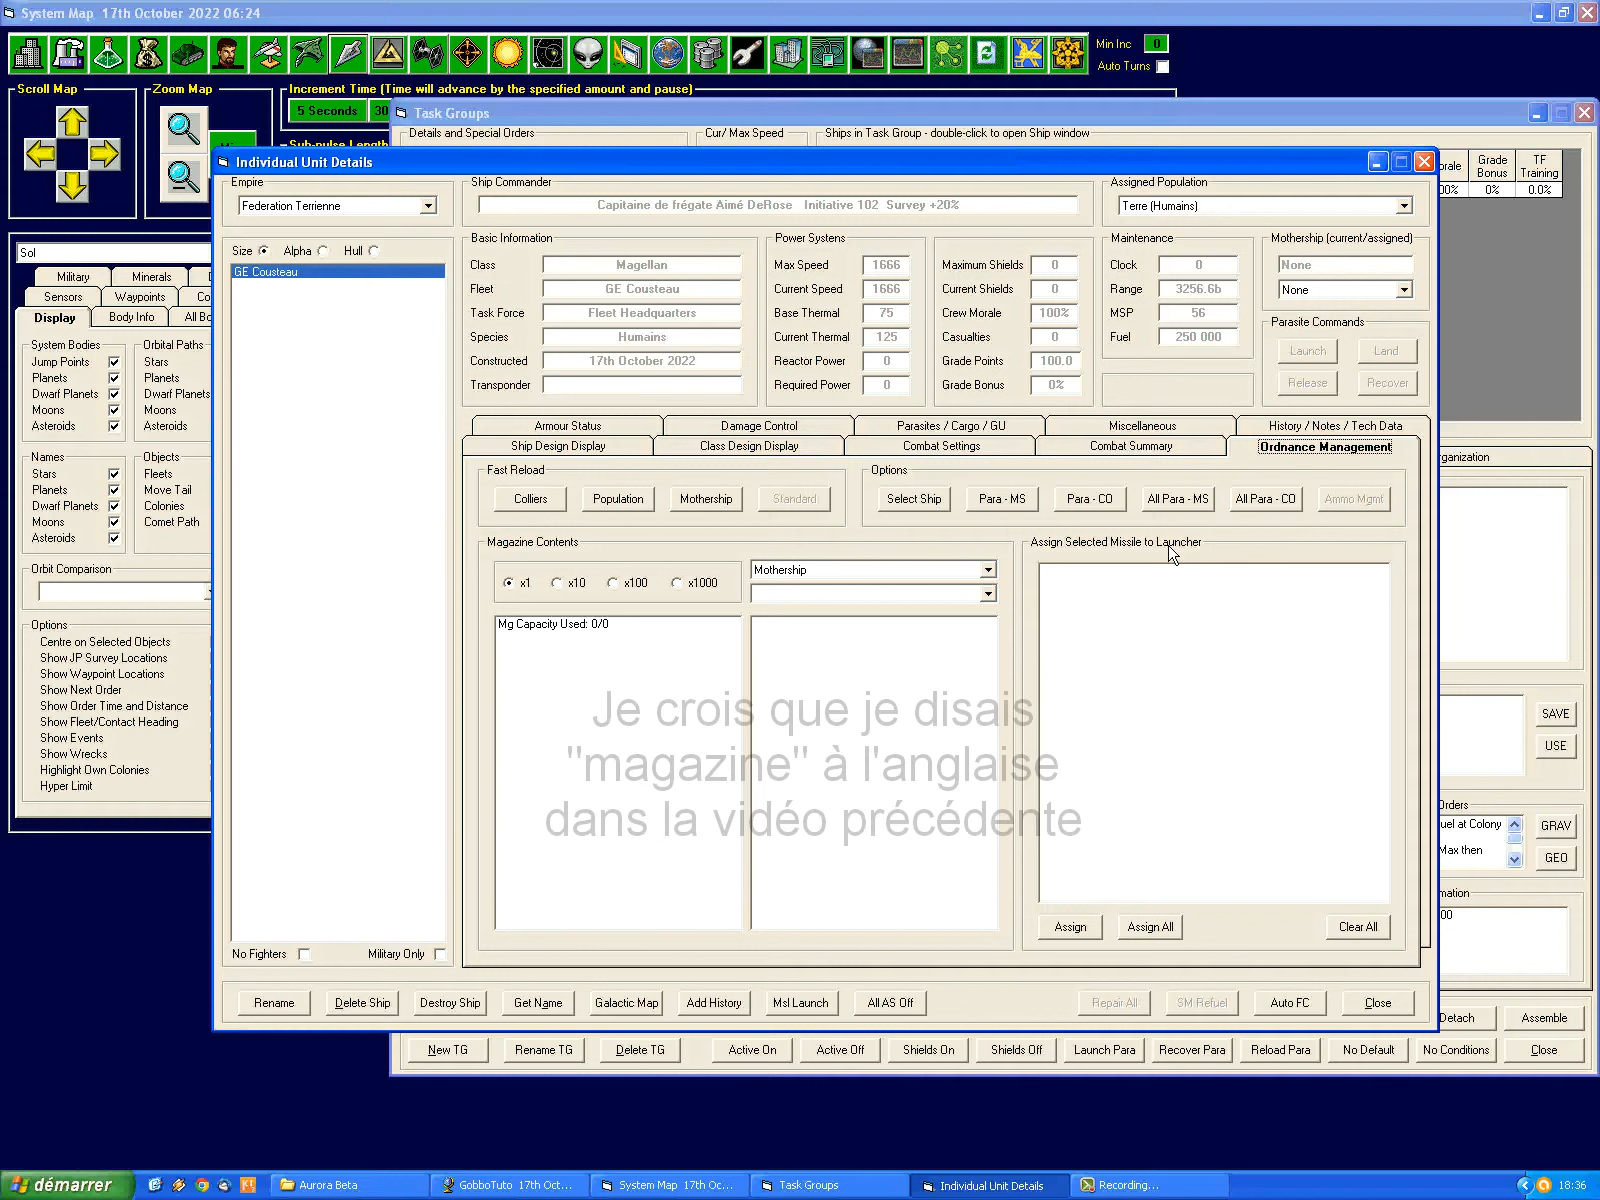 System Map  17th October 2022 06:24
Min Inc 0
Auto Turns
Scroll Map
Zoom Map
Increment Time (Time will advance by the specified amount and pause)
5 Seconds
30
Sub-pulse Length
Task Groups
Details and Special Orders
Cur/ Max Speed
Ships in Task Group - double-click to open Ship window
Grade Bonus
TF Training
00% 0% 0.0%
Individual Unit Details
Empire
Federation Terrienne
Ship Commander
Capitaine de frégate Aimé DeRose   Initiative 102  Survey +20%
Assigned Population
Terre (Humains)
Size Alpha Hull
GE Cousteau
No Fighters
Military Only
Basic Information
Class Magellan
Fleet GE Cousteau
Task Force Fleet Headquarters
Species Humains
Constructed 17th October 2022
Transponder
Power Systens
Max Speed 1666
Current Speed 1666
Base Thermal 75
Current Thermal 125
Reactor Power 0
Required Power 0
Maximum Shields 0
Current Shields 0
Crew Morale 100%
Casualties 0
Grade Points 100.0
Grade Bonus 0%
Maintenance
Clock 0
Range 3256.6b
MSP 56
Fuel 250 000
Mothership (current/assigned)
None
None
Parasite Commands
Launch Land
Release Recover
Armour Status
Damage Control
Parasites / Cargo / GU
Miscellaneous
History / Notes / Tech Data
Ship Design Display
Class Design Display
Combat Settings
Combat Summary
Ordnance Management
Fast Reload
Colliers Population Mothership Standard
Options
Select Ship Para - MS Para - CO All Para - MS All Para - CO Ammo Mgmt
Magazine Contents
x1 x10 x100 x1000
Mothership
Mg Capacity Used: 0/0
Assign Selected Missile to Launcher
Assign Assign All Clear All
Je crois que je disais
"magazine" à l'anglaise
dans la vidéo précédente
Rename Delete Ship Destroy Ship Get Name Galactic Map Add History Msl Launch All AS Off Repair All SM Refuel Auto FC Close
Sol
Military Minerals
Sensors Waypoints Co
Display Body Info All Bo
System Bodies
Jump Points
Planets
Dwarf Planets
Moons
Asteroids
Orbital Paths
Stars
Planets
Dwarf Planets
Moons
Asteroids
Names
Stars
Planets
Dwarf Planets
Moons
Asteroids
Objects
Fleets
Move Tail
Colonies
Comet Path
Orbit Comparison
Options
Centre on Selected Objects
Show JP Survey Locations
Show Waypoint Locations
Show Next Order
Show Order Time and Distance
Show Fleet/Contact Heading
Show Events
Show Wrecks
Highlight Own Colonies
Hyper Limit
SAVE
USE
uel at Colony
Max then
GRAV
GEO
00
Detach Assemble
New TG Rename TG Delete TG Active On Active Off Shields On Shields Off Launch Para Recover Para Reload Para No Default No Conditions Close
démarrer
Aurora Beta
GobboTuto  17th Oct...
System Map  17th Oc...
Task Groups
Individual Unit Details
Recording...
18:36